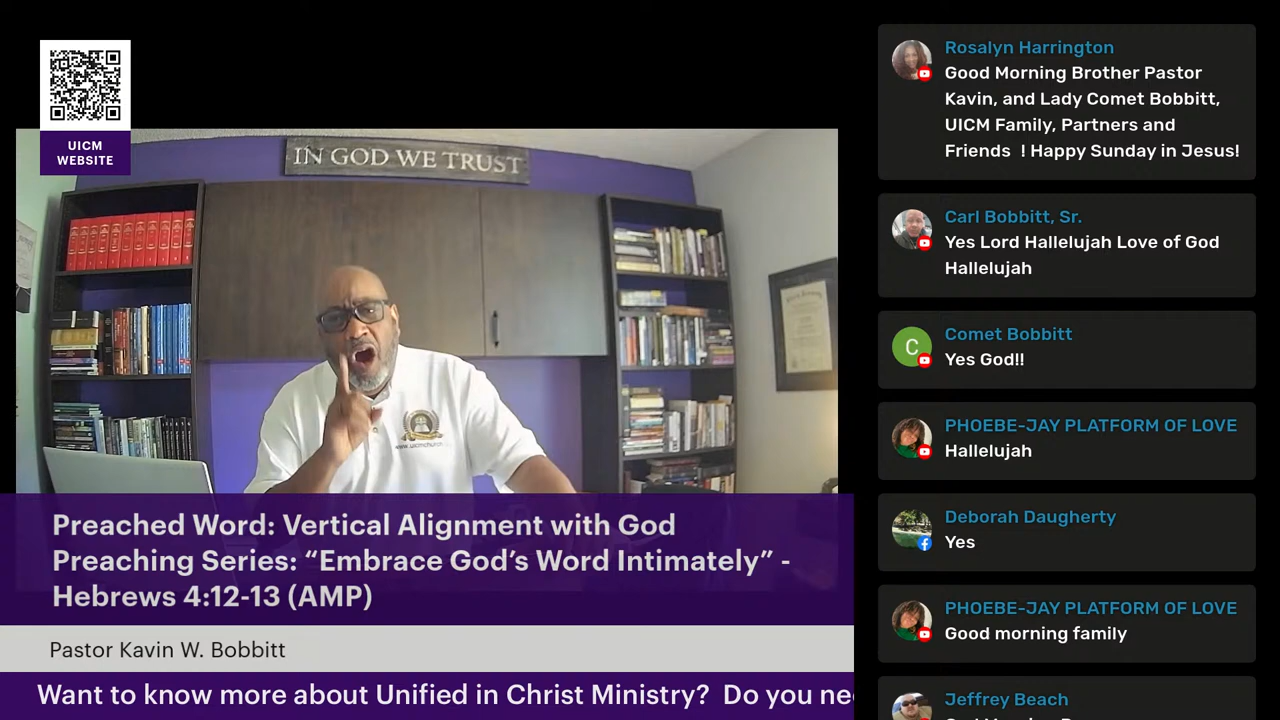 UICM
WEBSITE
IN GOD WE TRUST
Preached Word: Vertical Alignment with God
Preaching Series: “Embrace God’s Word Intimately” -
Hebrews 4:12-13 (AMP)
Pastor Kavin W. Bobbitt
Want to know more about Unified in Christ Ministry? Do you
Rosalyn Harrington
Good Morning Brother Pastor
Kavin, and Lady Comet Bobbitt,
UICM Family, Partners and
Friends ! Happy Sunday in Jesus!
Carl Bobbitt, Sr.
Yes Lord Hallelujah Love of God
Hallelujah
C
Comet Bobbitt
Yes God!!
PHOEBE-JAY PLATFORM OF LOVE
Hallelujah
Deborah Daugherty
Yes
PHOEBE-JAY PLATFORM OF LOVE
Good morning family
Jeffrey Beach